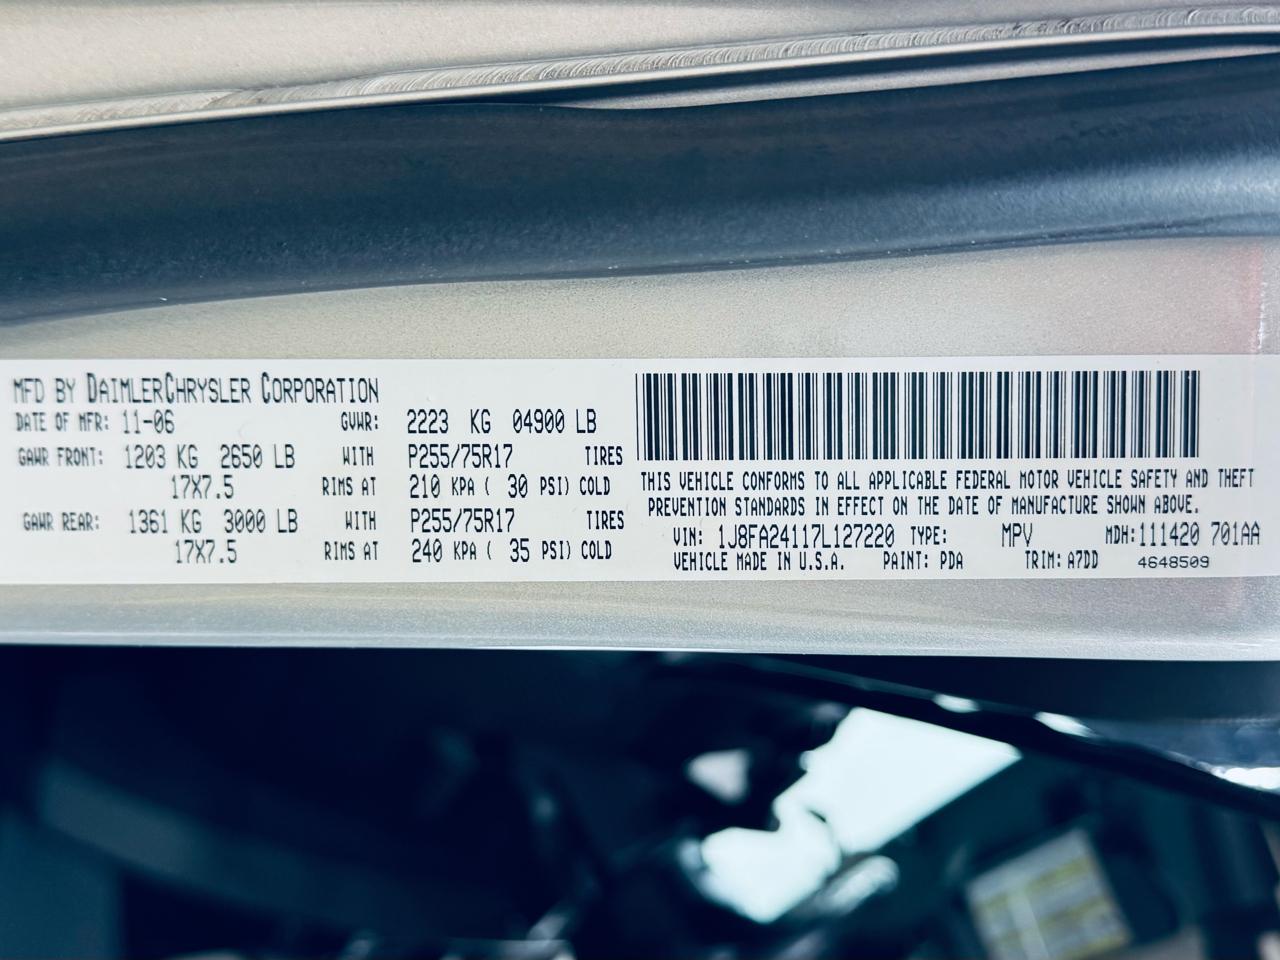 MFD BY DAIMLERCHRYSLER CORPORATION
DATE OF MFR: 11-06 GVWR: 2223 KG 04900 LB
GAWR FRONT: 1203 KG 2650 LB WITH P255/75R17 TIRES
17X7.5 RIMS AT 210 KPA ( 30 PSI) COLD
GAWR REAR: 1361 KG 3000 LB WITH P255/75R17 TIRES
17X7.5 RIMS AT 240 KPA ( 35 PSI) COLD
THIS VEHICLE CONFORMS TO ALL APPLICABLE FEDERAL MOTOR VEHICLE SAFETY AND THEFT
PREVENTION STANDARDS IN EFFECT ON THE DATE OF MANUFACTURE SHOWN ABOVE.
VIN: 1J8FA24117L127220 TYPE: MPV MDH:111420 701AA
VEHICLE MADE IN U.S.A. PAINT: PDA TRIM: A7DD 4648509